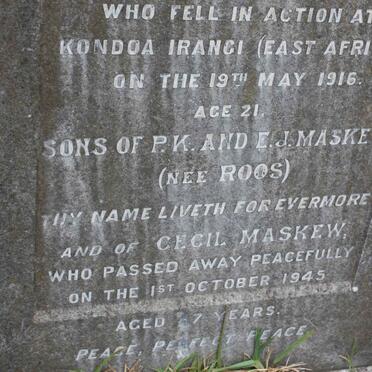 WHO FELL IN ACTION AT
KONDOA IRANGI (EAST AFRI
ON THE 19TH MAY 1916.
AGE 21.
SONS OF P.K. AND E.J. MASKE
(NEE ROOS)
THY NAME LIVETH FOR EVERMORE
AND OF CECIL MASKEW,
WHO PASSED AWAY PEACEFULLY
ON THE 1ST OCTOBER 1945
AGED 7 YEARS.
PEACE, PERFECT PEACE